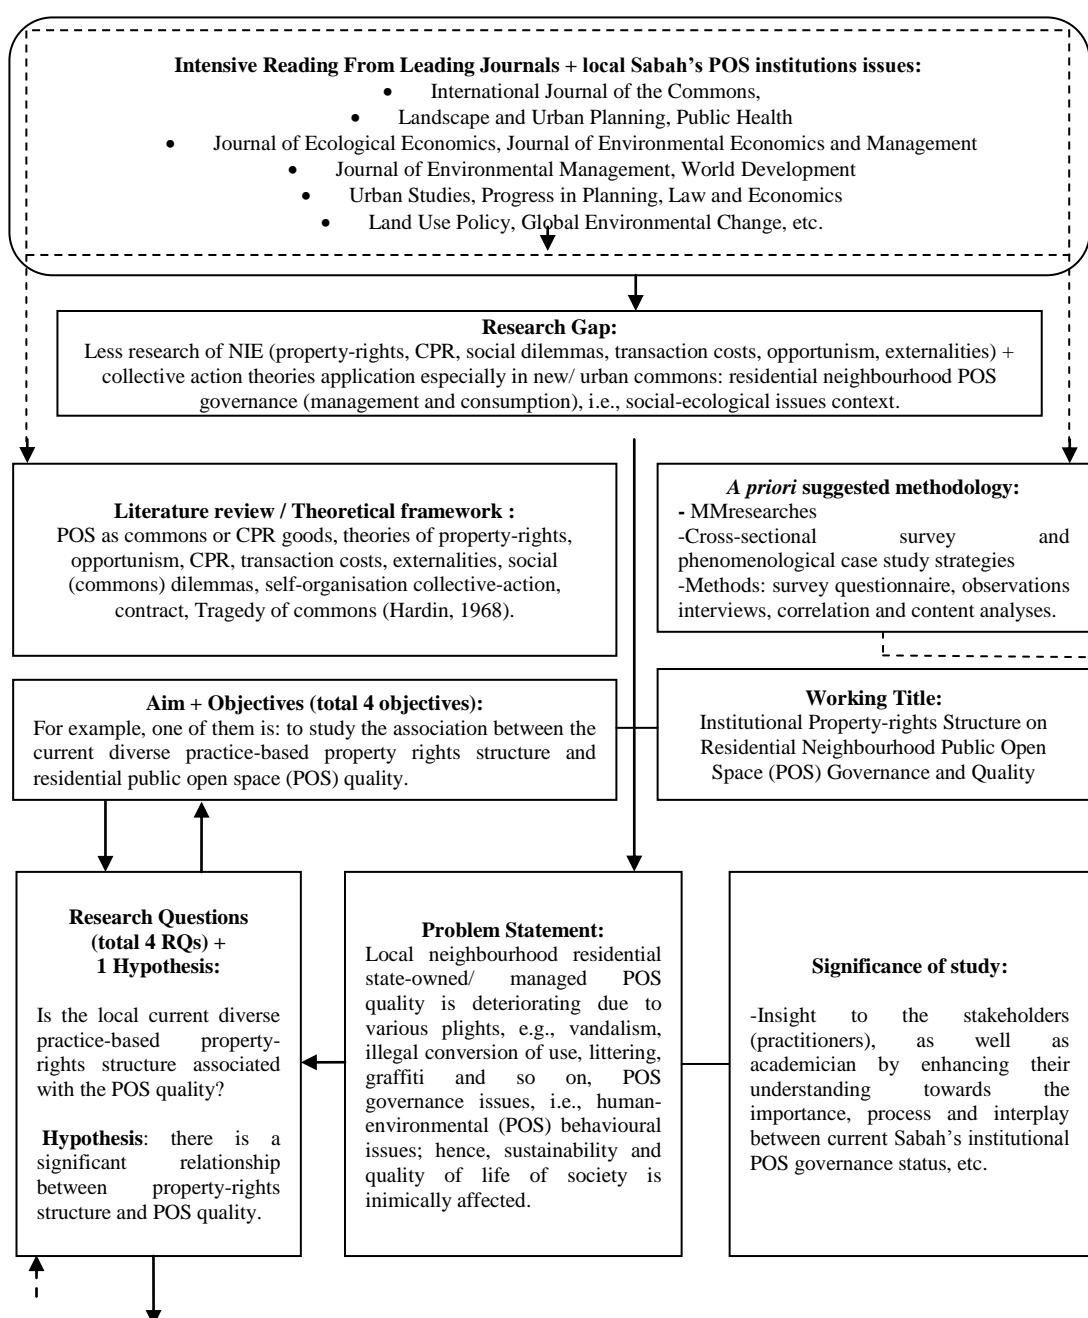 Intensive Reading From Leading Journals + local Sabah's POS institutions issues:
• International Journal of the Commons,
• Landscape and Urban Planning, Public Health
• Journal of Ecological Economics, Journal of Environmental Economics and Management
• Journal of Environmental Management, World Development
• Urban Studies, Progress in Planning, Law and Economics
• Land Use Policy, Global Environmental Change, etc.
Research Gap:
Less research of NIE (property-rights, CPR, social dilemmas, transaction costs, opportunism, externalities) +
collective action theories application especially in new/ urban commons: residential neighbourhood POS
governance (management and consumption), i.e., social-ecological issues context.
Literature review / Theoretical framework :
POS as commons or CPR goods, theories of property-rights,
opportunism, CPR, transaction costs, externalities, social
(commons) dilemmas, self-organisation collective-action,
contract, Tragedy of commons (Hardin, 1968).
A priori suggested methodology:
- MMresearches
-Cross-sectional survey and
phenomenological case study strategies
-Methods: survey questionnaire, observations
interviews, correlation and content analyses.
Aim + Objectives (total 4 objectives):
For example, one of them is: to study the association between the
current diverse practice-based property rights structure and
residential public open space (POS) quality.
Working Title:
Institutional Property-rights Structure on
Residential Neighbourhood Public Open
Space (POS) Governance and Quality
Research Questions
(total 4 RQs) +
1 Hypothesis:
Is the local current diverse
practice-based property-
rights structure associated
with the POS quality?
Hypothesis: there is a
significant relationship
between property-rights
structure and POS quality.
Problem Statement:
Local neighbourhood residential
state-owned/ managed POS
quality is deteriorating due to
various plights, e.g., vandalism,
illegal conversion of use, littering,
graffiti and so on, POS
governance issues, i.e., human-
environmental (POS) behavioural
issues; hence, sustainability and
quality of life of society is
inimically affected.
Significance of study:
-Insight to the stakeholders
(practitioners), as well as
academician by enhancing their
understanding towards the
importance, process and interplay
between current Sabah's institutional
POS governance status, etc.